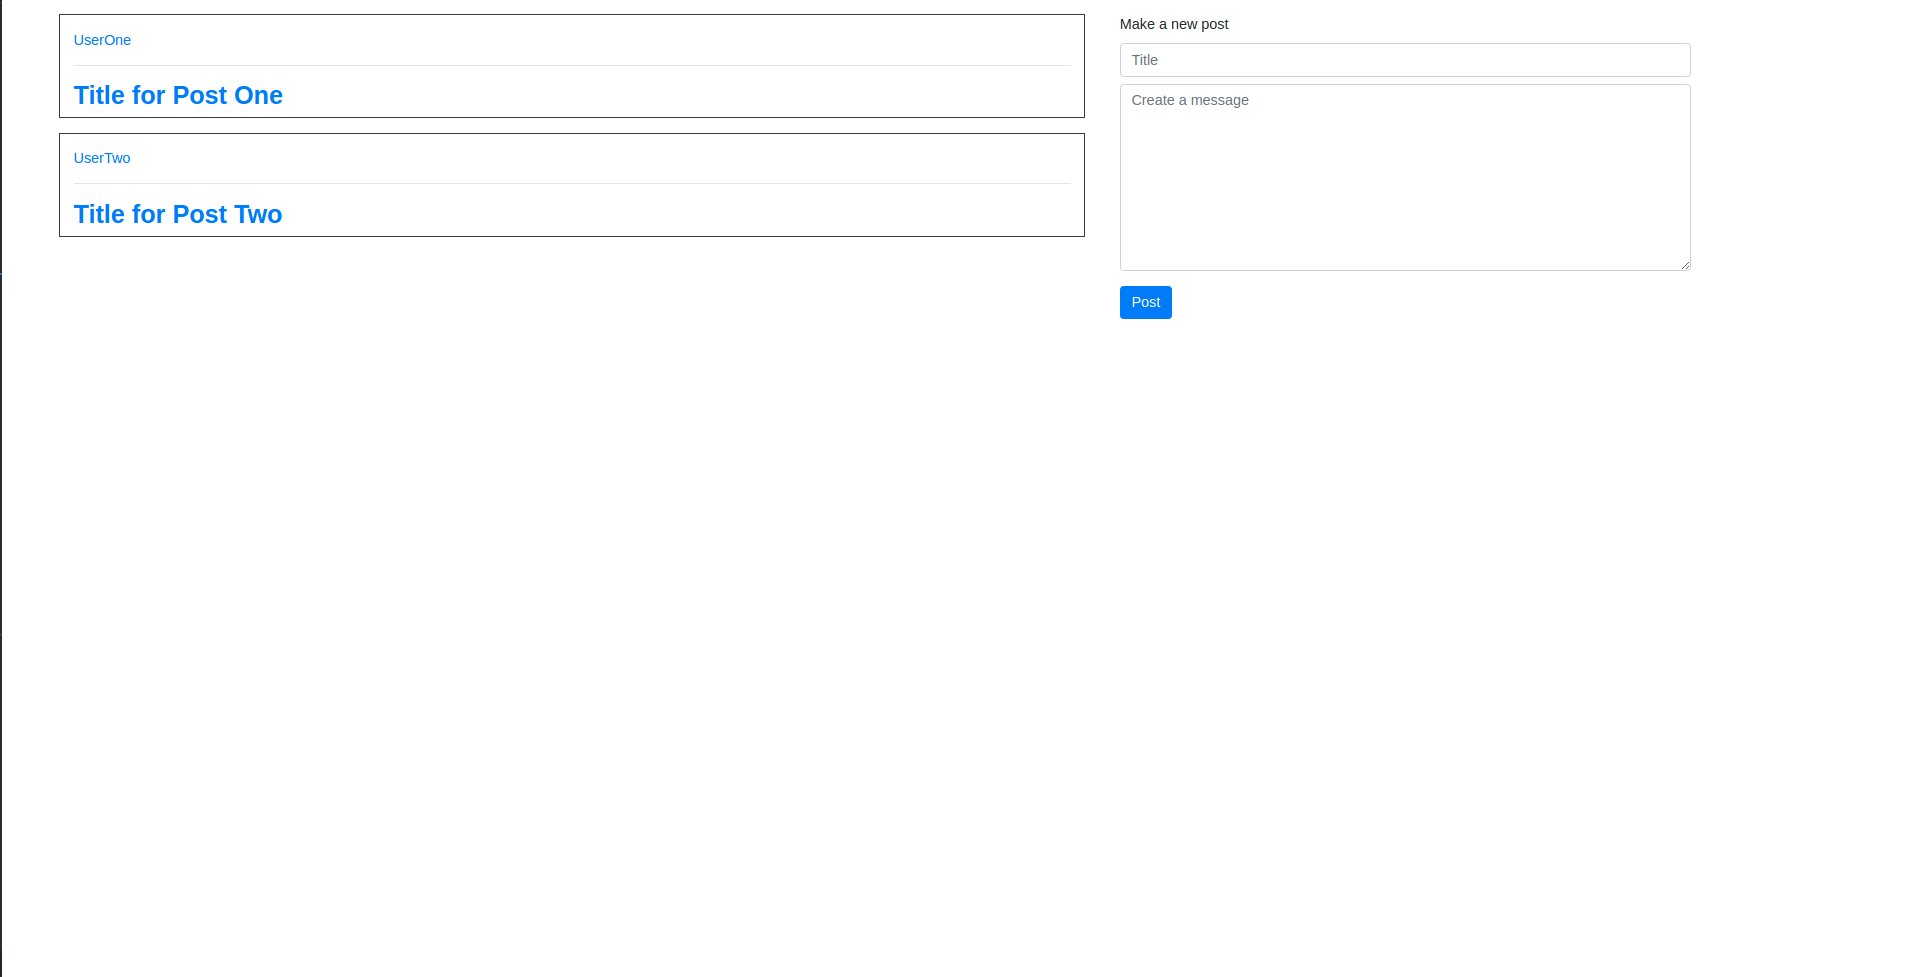 UserOne
Title for Post One
UserTwo
Title for Post Two
Make a new post
Title
Create a message
Post